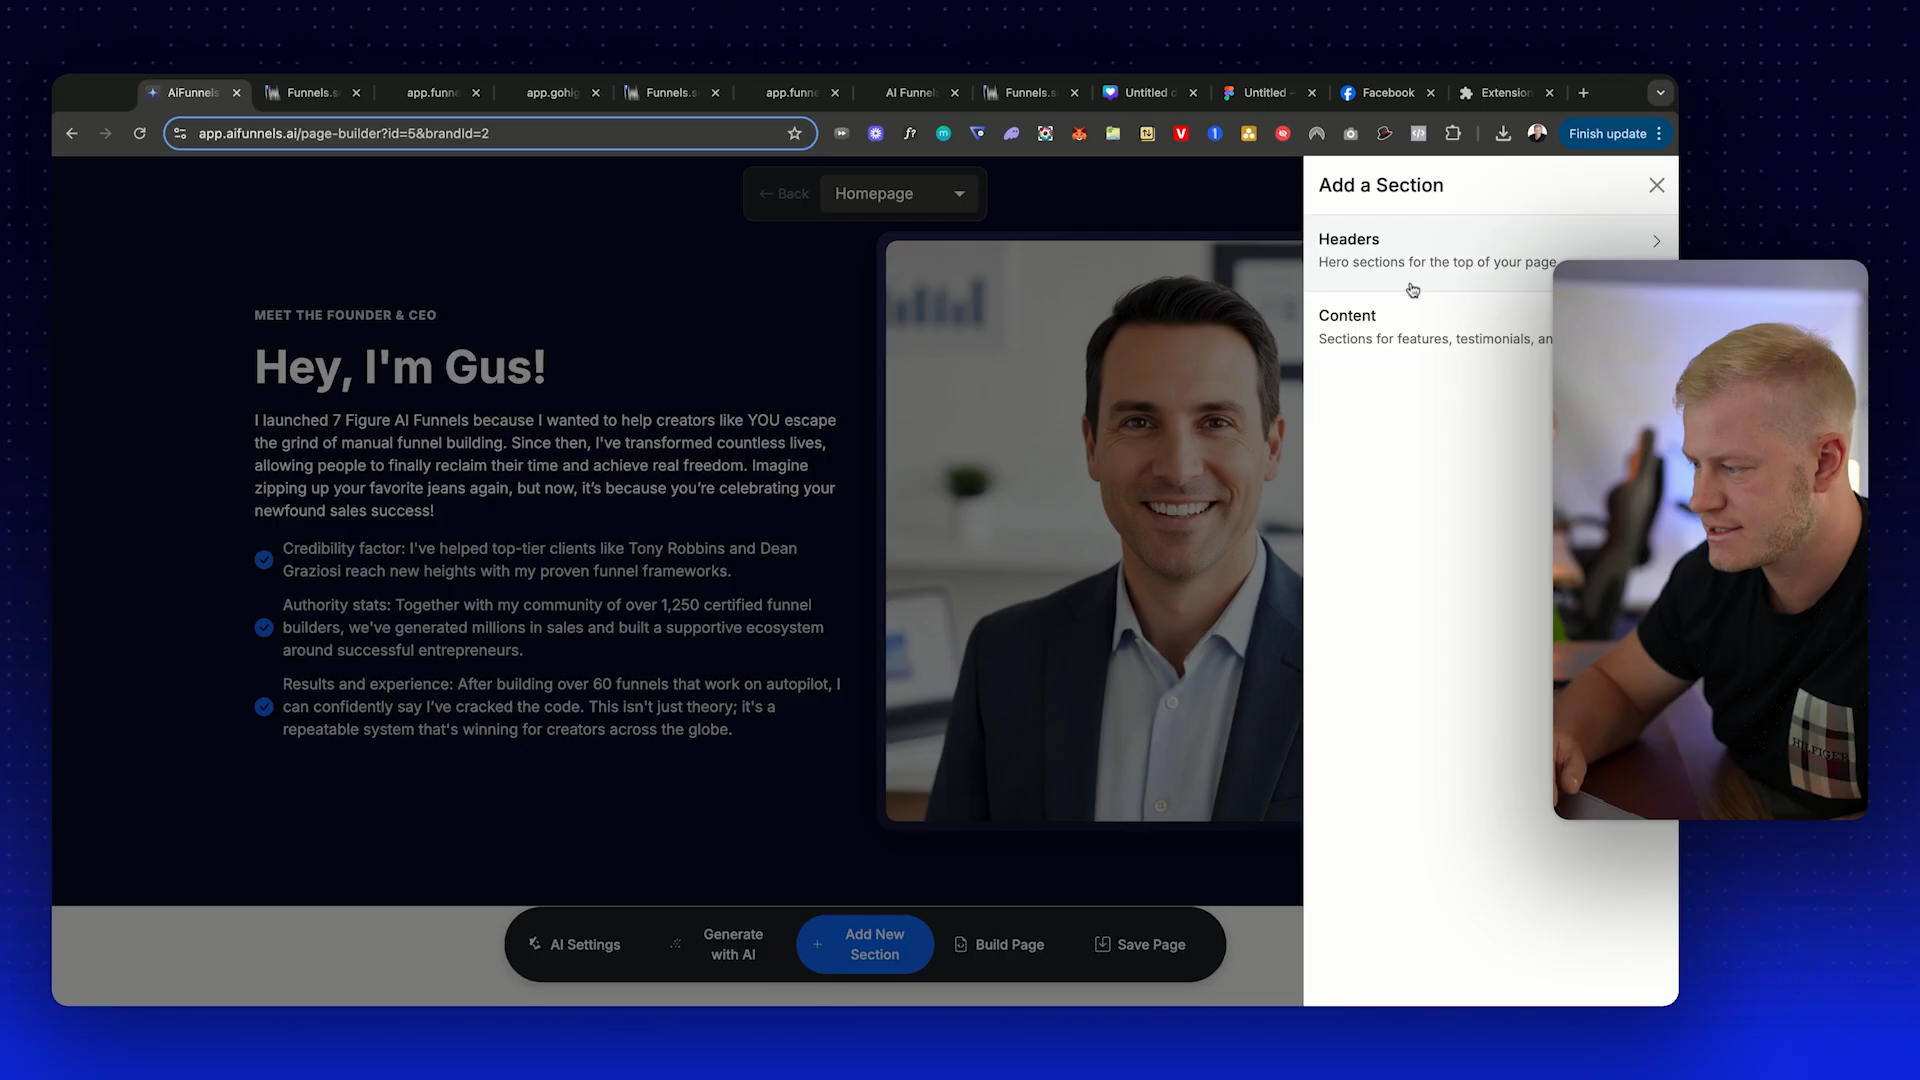 AiFunnels
Funnels.s
app.funne
app.gohig
Funnels.s
app.funne
AI Funnel
Funnels.s
Untitled
Untitled -
Facebook
Extension
app.aifunnels.ai/page-builder?id=5&brandId=2
Finish update
← Back
Homepage
MEET THE FOUNDER & CEO
Hey, I'm Gus!
I launched 7 Figure AI Funnels because I wanted to help creators like YOU escape
the grind of manual funnel building. Since then, I've transformed countless lives,
allowing people to finally reclaim their time and achieve real freedom. Imagine
zipping up your favorite jeans again, but now, it's because you're celebrating your
newfound sales success!
Credibility factor: I've helped top-tier clients like Tony Robbins and Dean
Graziosi reach new heights with my proven funnel frameworks.
Authority stats: Together with my community of over 1,250 certified funnel
builders, we've generated millions in sales and built a supportive ecosystem
around successful entrepreneurs.
Results and experience: After building over 60 funnels that work on autopilot, I
can confidently say I've cracked the code. This isn't just theory; it's a
repeatable system that's winning for creators across the globe.
AI Settings
Generate
with AI
+ Add New
Section
Build Page
Save Page
Add a Section
Headers
Hero sections for the top of your page
Content
Sections for features, testimonials, an
HILFIGER